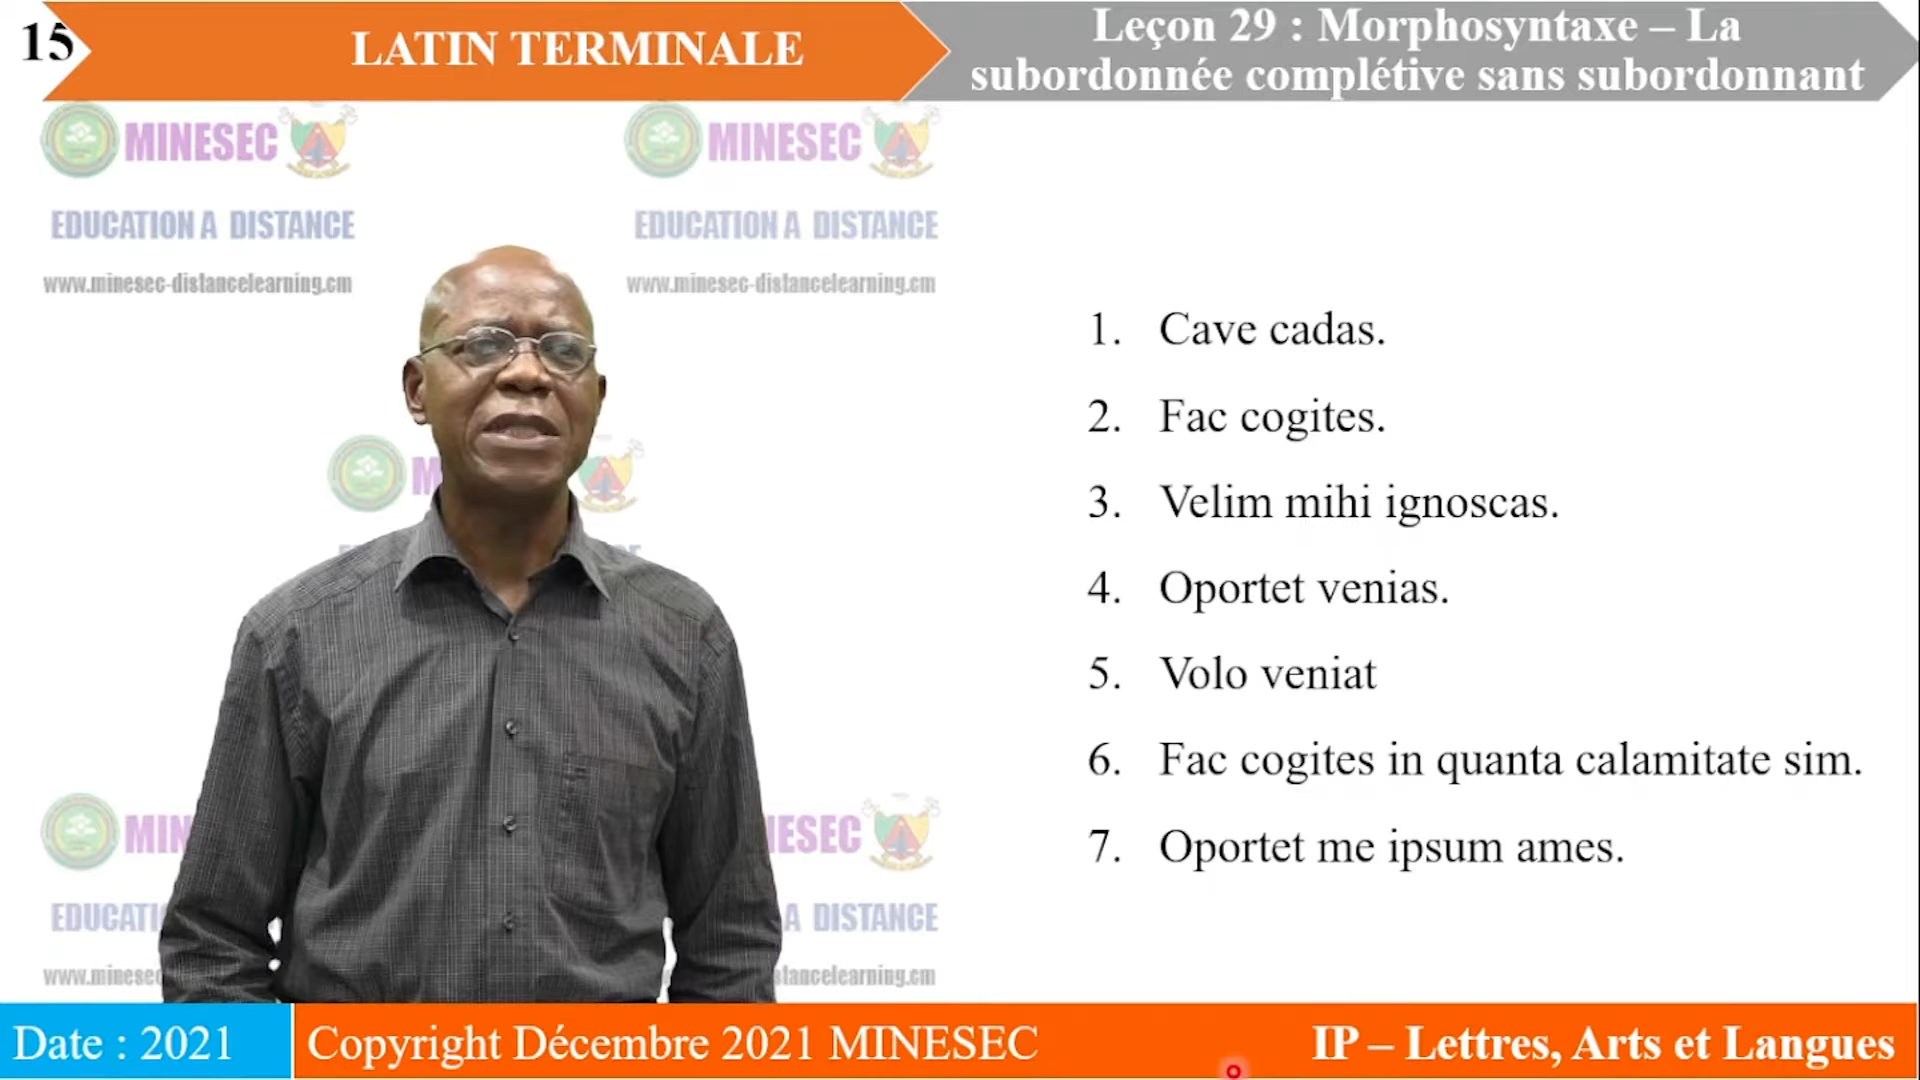 15
LATIN TERMINALE
Leçon 29 : Morphosyntaxe – La
subordonnée complétive sans subordonnant
MINESEC
MINESEC
EDUCATION A DISTANCE
EDUCATION A DISTANCE
www.minesec-distancelearning.cm
www.minesec-distancelearning.cm
1. Cave cadas.
2. Fac cogites.
3. Velim mihi ignoscas.
4. Oportet venias.
5. Volo veniat
6. Fac cogites in quanta calamitate sim.
7. Oportet me ipsum ames.
Date : 2021
Copyright Décembre 2021 MINESEC
IP – Lettres, Arts et Langues